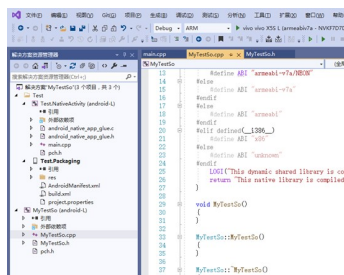 文件(F) 编辑(E) 视图(V) Git(G) 项目(P) 生成(B) 调试(D) 测试(S) 分析(N) 工具(T) 扩展(X) 窗口(W)
Debug ARM vivo vivo X5S L (armeabi-v7a
解决方案资源管理器
搜索解决方案资源管理器(Ctrl+;)
解决方案"MyTestSo"(3 个项目，共 3 个)
Test
Test.NativeActivity (android-L)
引用
外部依赖项
android_native_app_glue.c
android_native_app_glue.h
main.cpp
pch.h
Test.Packaging
引用
res
AndroidManifest.xml
build.xml
project.properties
MyTestSo (android-L)
引用
外部依赖项
MyTestSo.cpp
MyTestSo.h
pch.h
main.cpp MyTestSo.cpp MyTestSo.h
MyTestSo
13 #define ABI "armeabi-v7a/NEON"
14 #else
15 #define ABI "armeabi-v7a"
16 #endif
17 #else
18 #define ABI "armeabi"
19 #endif
20 #elif defined(__i386__)
21 #define ABI "x86"
22 #else
23 #define ABI "unknown"
24 #endif
25 LOGI("This dynamic shared library is co
26 return "This native library is compiled
27 }
28
29 void MyTestSo()
30 {
31 }
32
33 MyTestSo::MyTestSo()
34 {
35 }
36
37 MyTestSo::~MyTestSo()